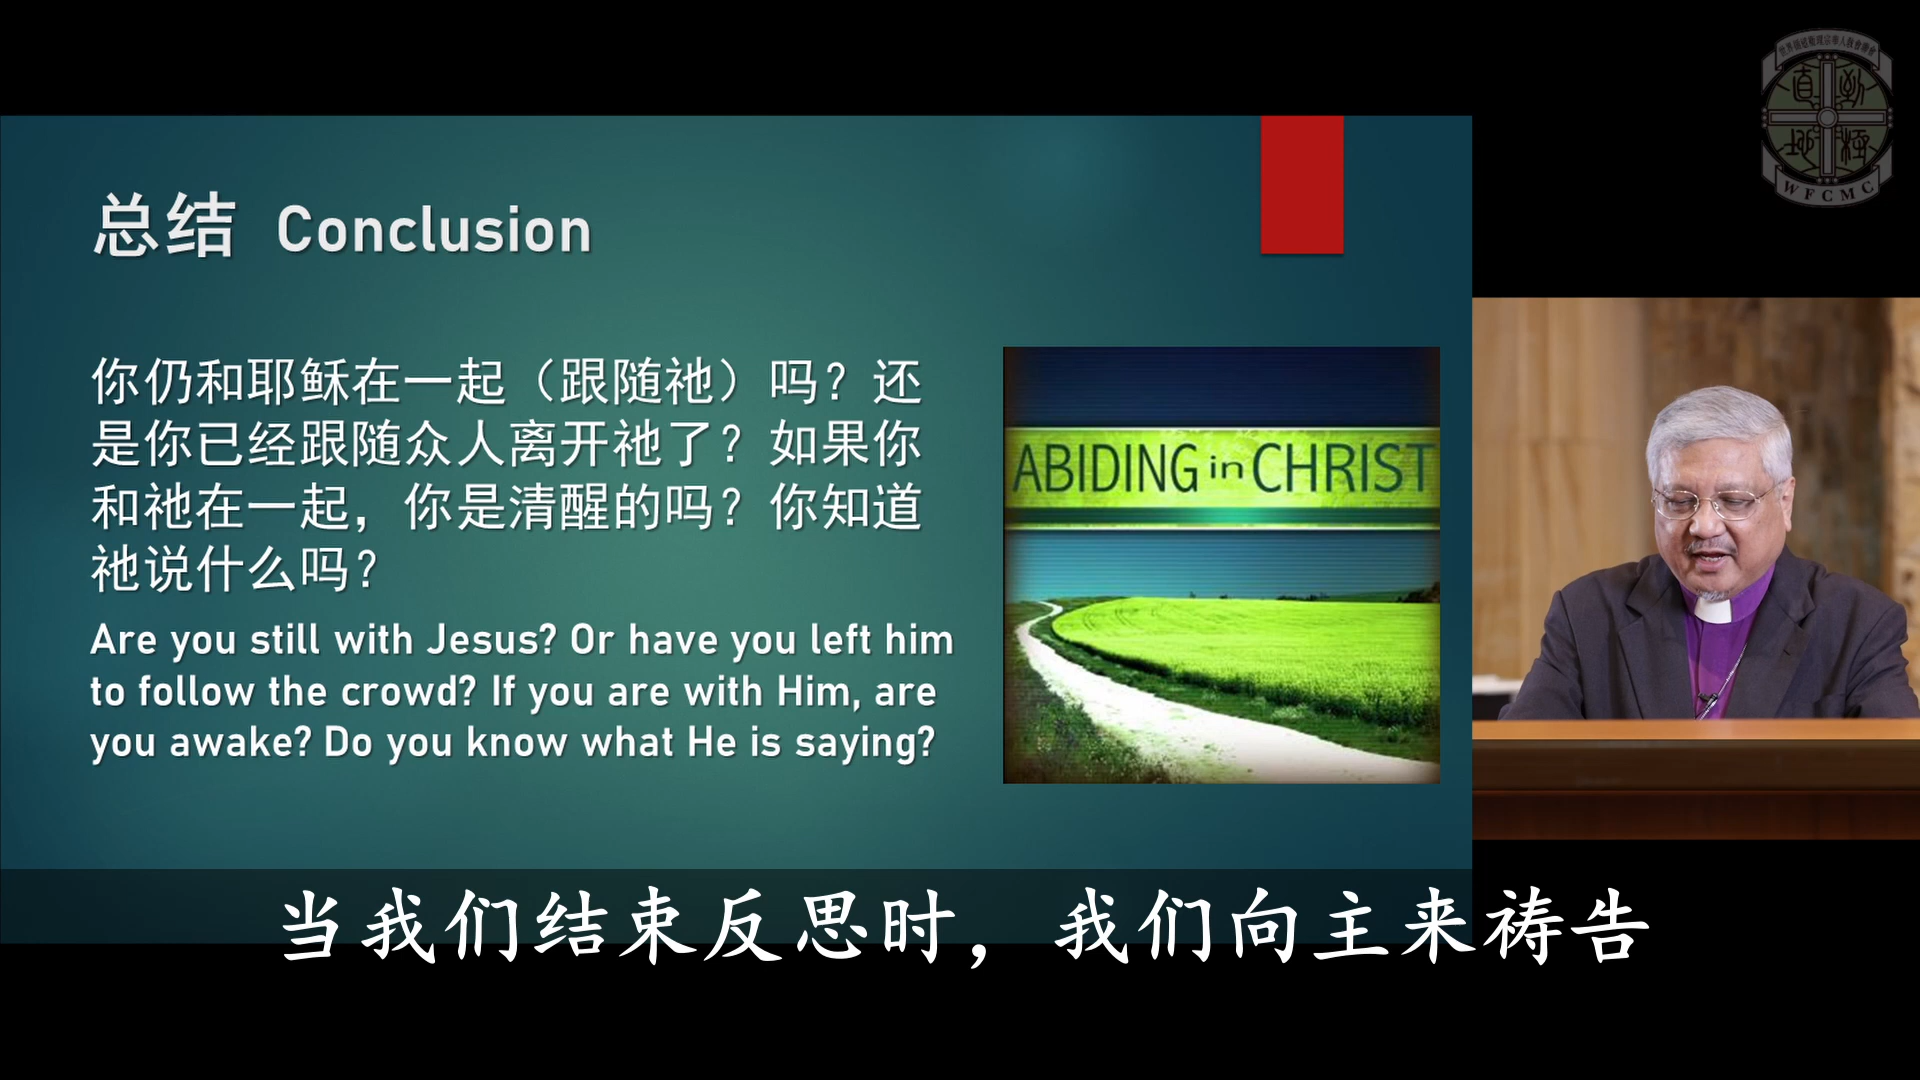 总结 Conclusion
你仍和耶稣在一起（跟随祂）吗？还
是你已经跟随众人离开祂了？如果你
和祂在一起，你是清醒的吗？你知道
祂说什么吗？
Are you still with Jesus? Or have you left him
to follow the crowd? If you are with Him, are
you awake? Do you know what He is saying?
ABIDING in CHRIST
WFCMC
当我们结束反思时，我们向主来祷告